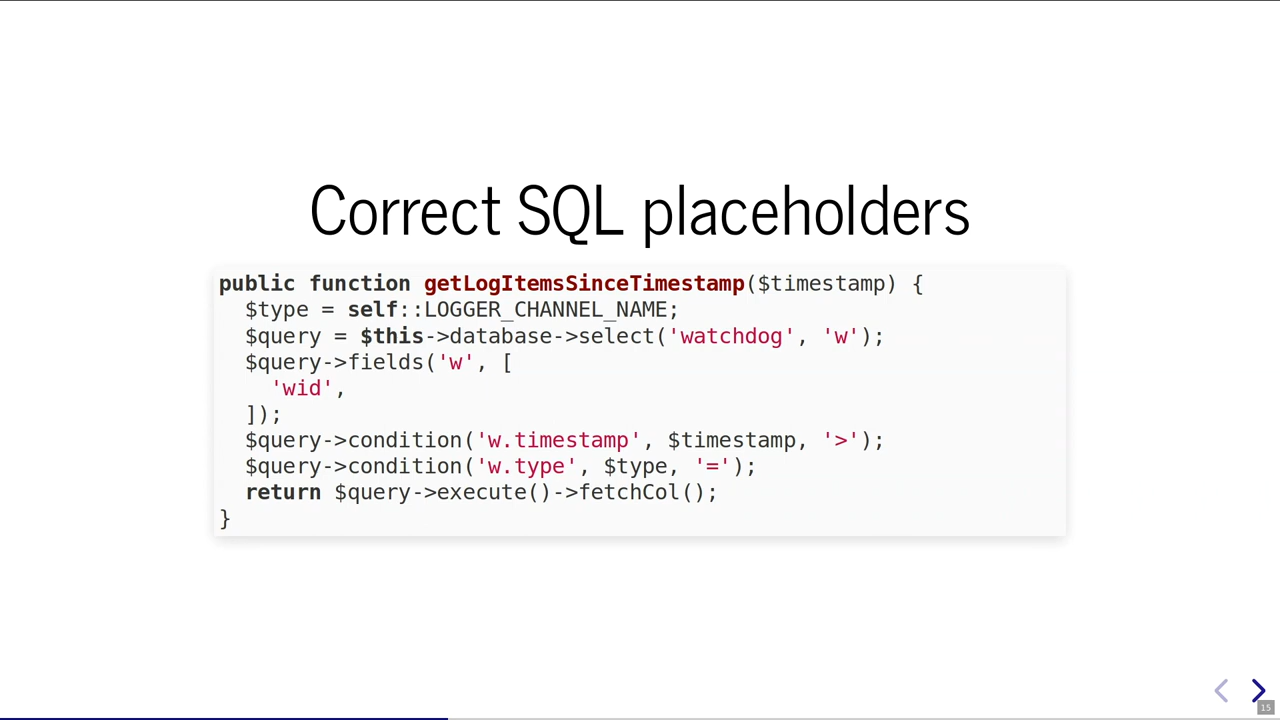 Correct SQL placeholders
public function getLogItemsSinceTimestamp($timestamp) {
  $type = self::LOGGER_CHANNEL_NAME;
  $query = $this->database->select('watchdog', 'w');
  $query->fields('w', [
    'wid',
  ]);
  $query->condition('w.timestamp', $timestamp, '>');
  $query->condition('w.type', $type, '=');
  return $query->execute()->fetchCol();
}
15